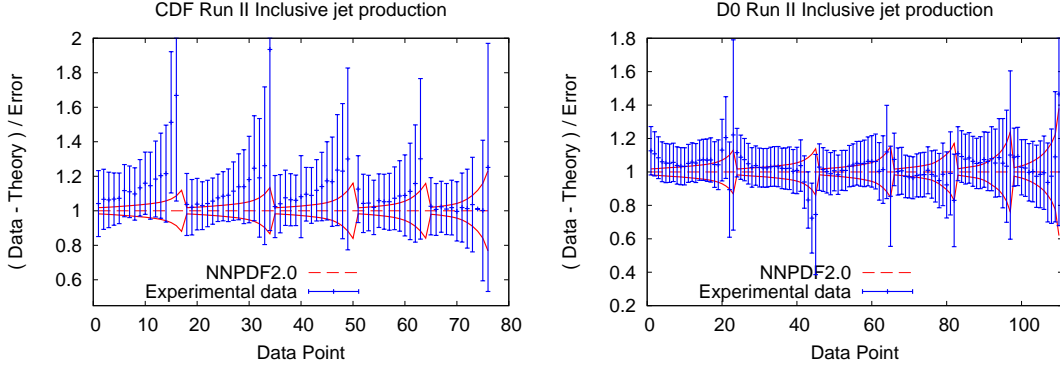 CDF Run II Inclusive jet production
( Data - Theory ) / Error
2
1.8
1.6
1.4
1.2
1
0.8
0.6
NNPDF2.0
Experimental data
0 10 20 30 40 50 60 70 80
Data Point
D0 Run II Inclusive jet production
( Data - Theory ) / Error
1.8
1.6
1.4
1.2
1
0.8
0.6
0.4
0.2
NNPDF2.0
Experimental data
0 20 40 60 80 100
Data Point